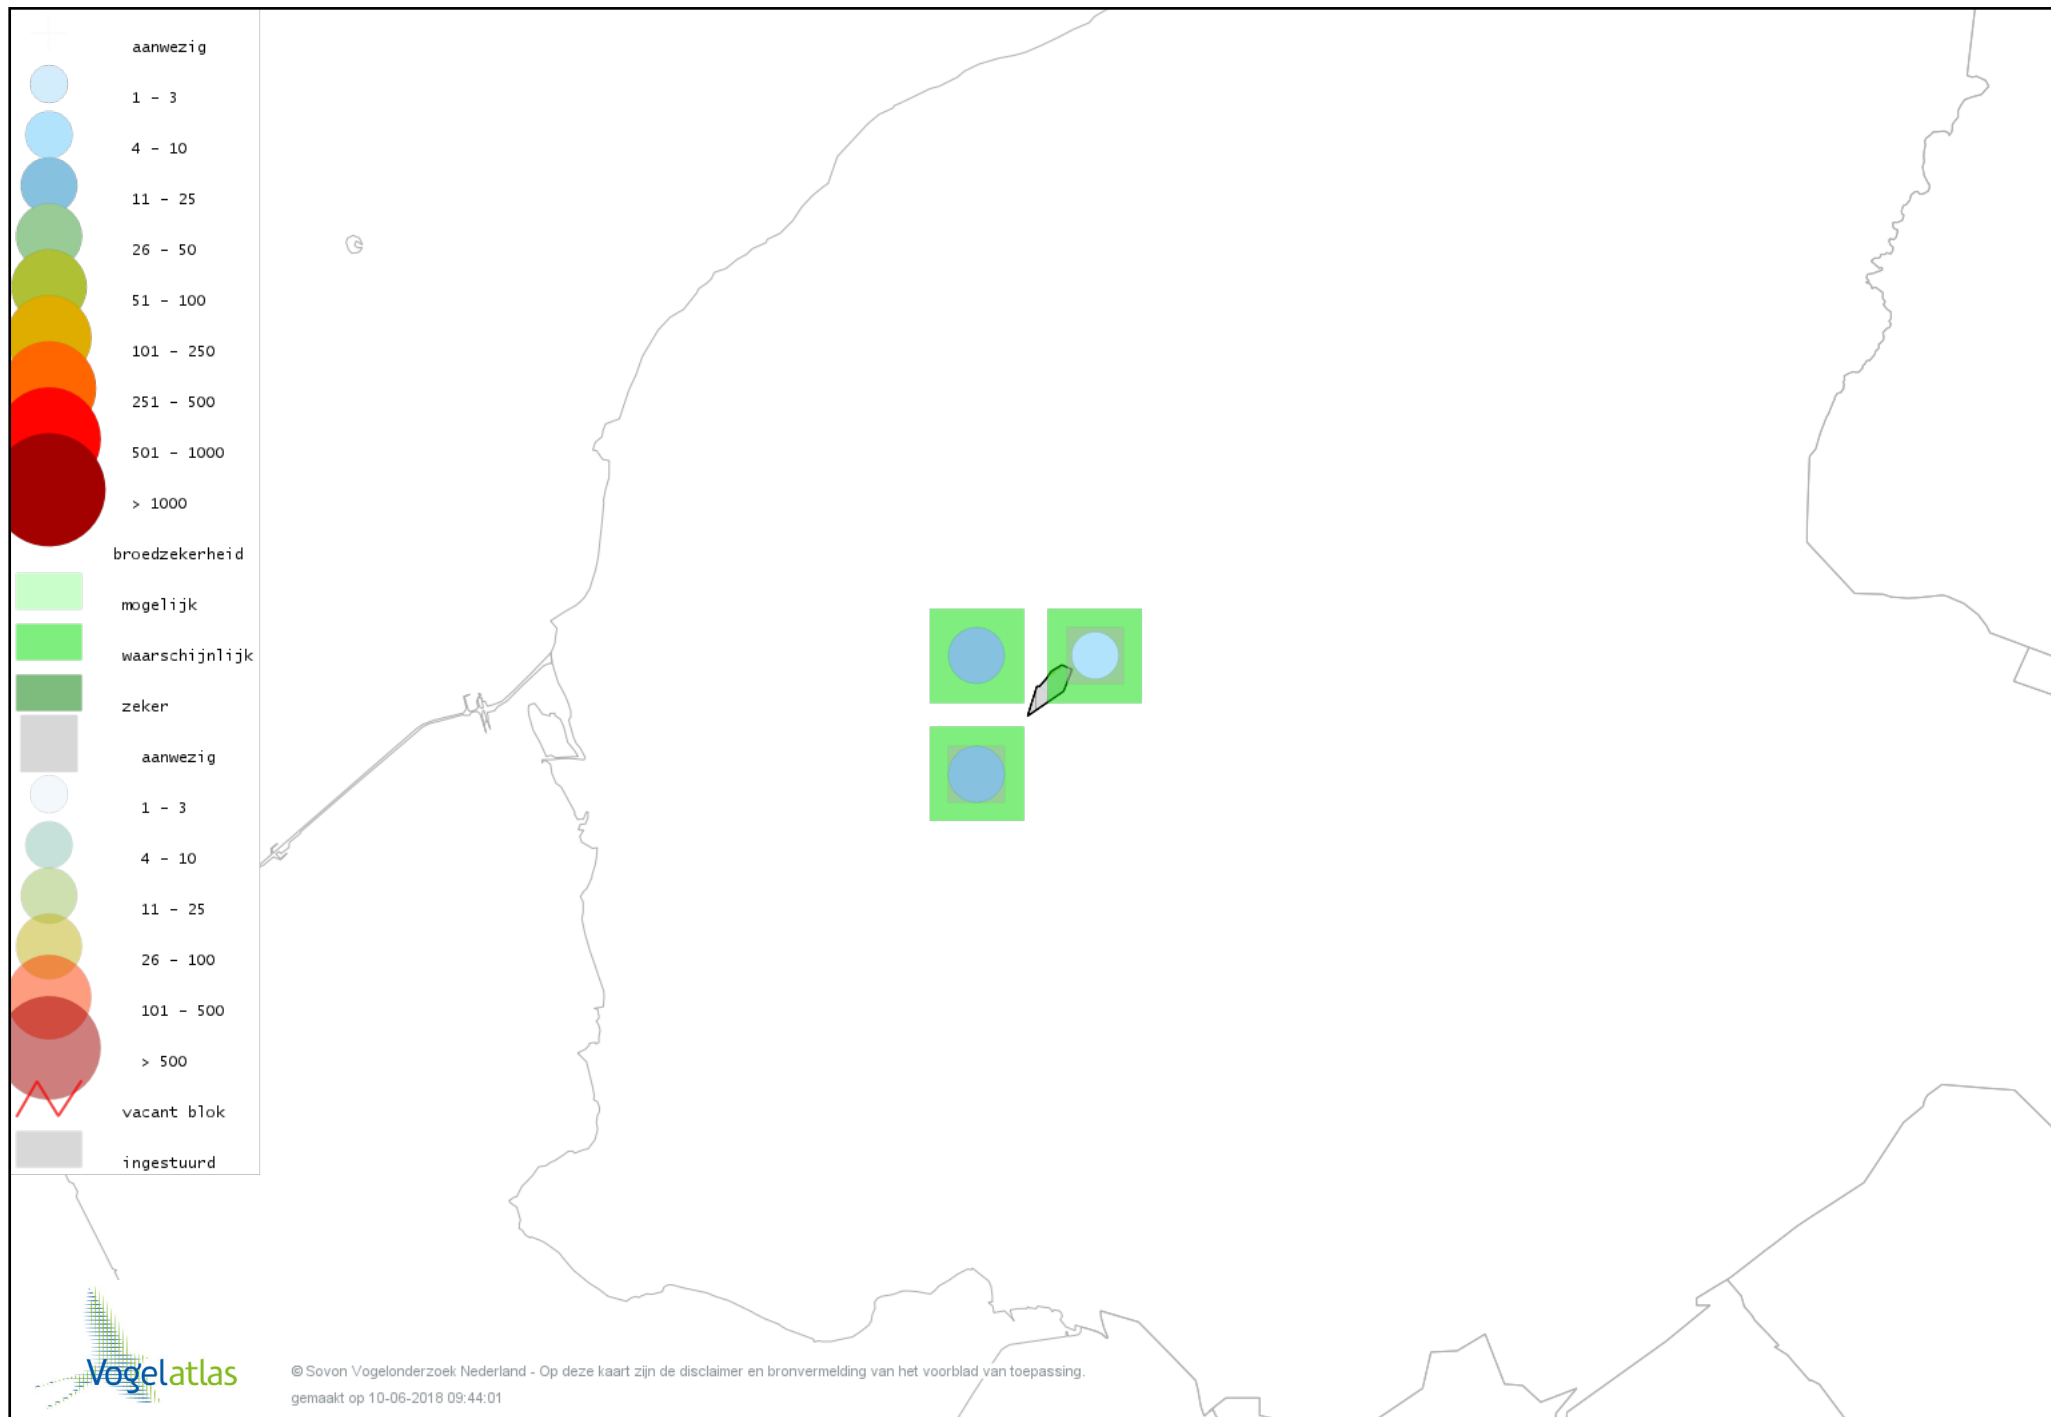 aanwezig
1 - 3
4 - 10
11 - 25
26 - 50
51 - 100
101 - 250
251 - 500
501 - 1000
> 1000
broedzekerheid
mogelijk
waarschijnlijk
zeker
aanwezig
1 - 3
4 - 10
11 - 25
26 - 100
101 - 500
> 500
vacant blok
ingestuurd
Vogelatlas
© Sovon Vogelonderzoek Nederland - Op deze kaart zijn de disclaimer en bronvermelding van het voorblad van toepassing.
gemaakt op 10-06-2018 09:44:01